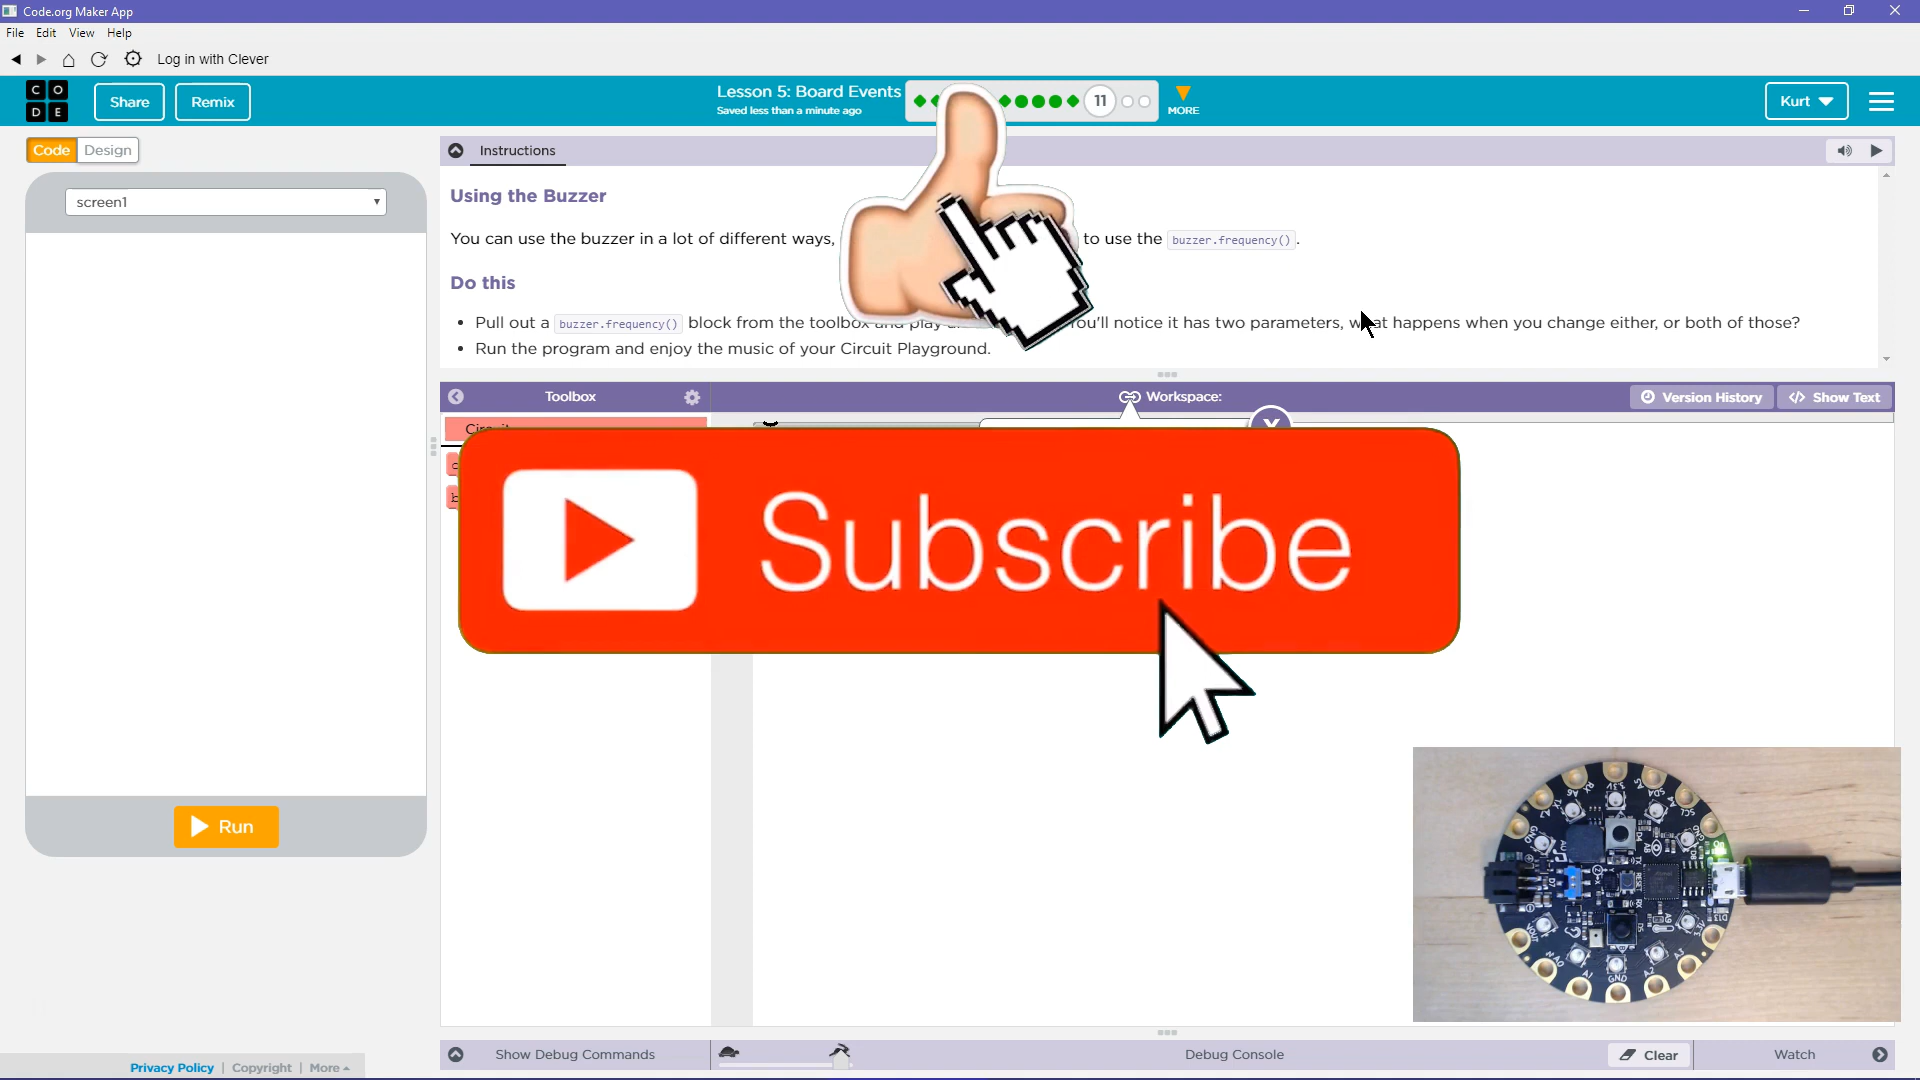 Code.org Maker App
File Edit View Help
Log in with Clever
CODE
Share
Remix
Lesson 5: Board Events
Saved less than a minute ago
11
MORE
Kurt
Code
Design
Instructions
screen1
Using the Buzzer
You can use the buzzer in a lot of different ways,
to use the buzzer.frequency().
Do this
Pull out a buzzer.frequency() block from the toolbox and play
ou'll notice it has two parameters, what happens when you change either, or both of those?
Run the program and enjoy the music of your Circuit Playground.
Toolbox
Workspace:
Version History
</> Show Text
Circuit
Subscribe
Run
Show Debug Commands
Debug Console
Clear
Watch
Privacy Policy | Copyright | More